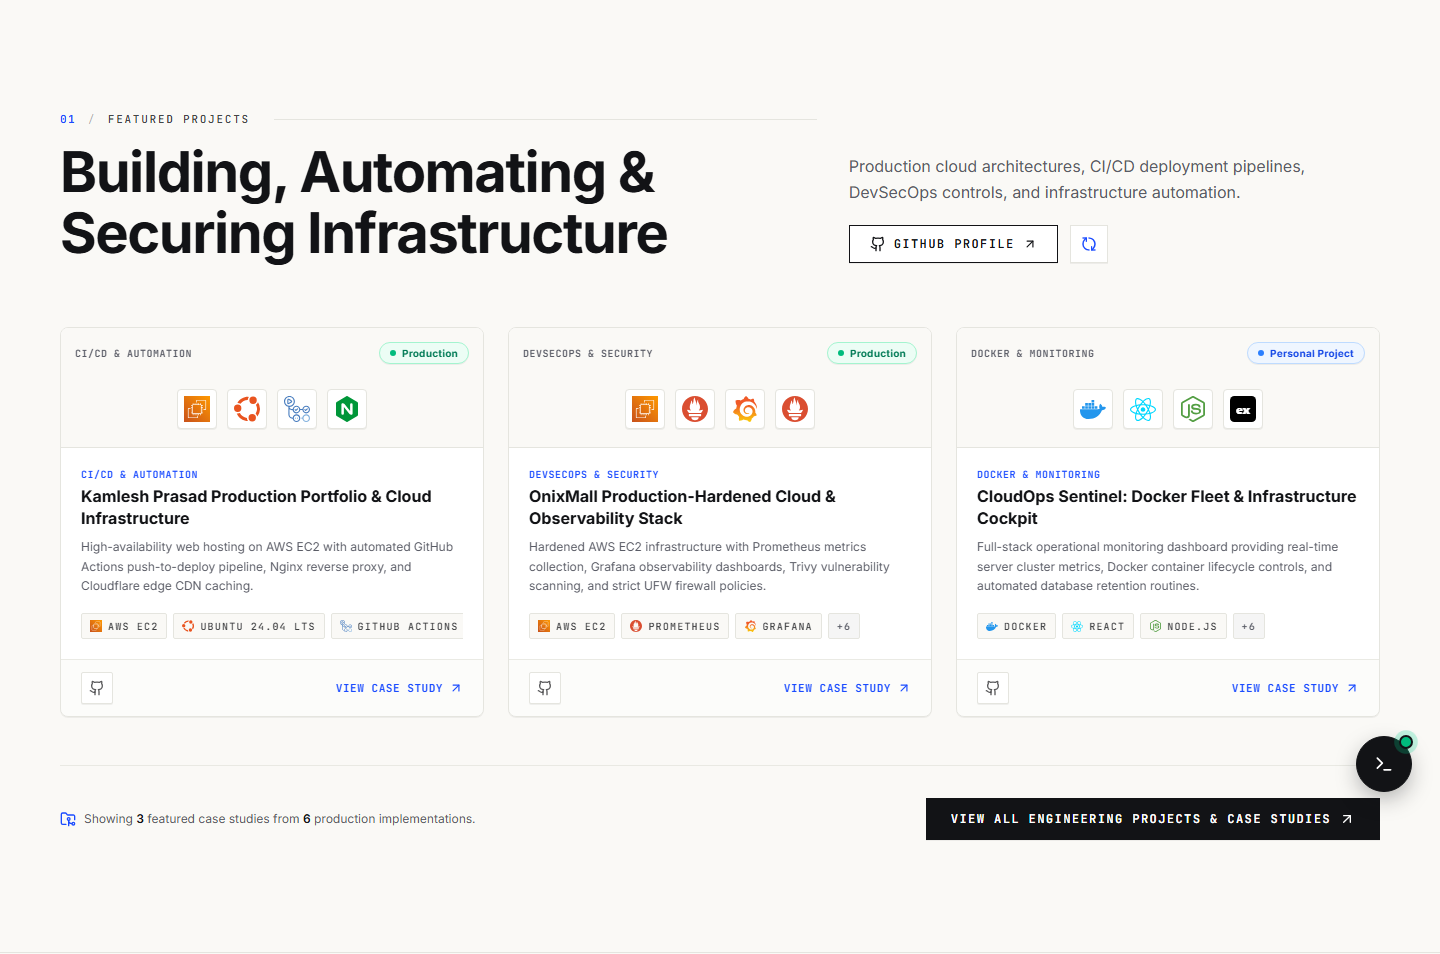 01 / FEATURED PROJECTS
Building, Automating &
Securing Infrastructure
Production cloud architectures, CI/CD deployment pipelines,
DevSecOps controls, and infrastructure automation.
GITHUB PROFILE
CI/CD & AUTOMATION
Production
CI/CD & AUTOMATION
Kamlesh Prasad Production Portfolio & Cloud
Infrastructure
High-availability web hosting on AWS EC2 with automated GitHub
Actions push-to-deploy pipeline, Nginx reverse proxy, and
Cloudflare edge CDN caching.
AWS EC2
UBUNTU 24.04 LTS
GITHUB ACTIONS
VIEW CASE STUDY
DEVSECOPS & SECURITY
Production
DEVSECOPS & SECURITY
OnixMall Production-Hardened Cloud &
Observability Stack
Hardened AWS EC2 infrastructure with Prometheus metrics
collection, Grafana observability dashboards, Trivy vulnerability
scanning, and strict UFW firewall policies.
AWS EC2
PROMETHEUS
GRAFANA
+6
VIEW CASE STUDY
DOCKER & MONITORING
Personal Project
JS
ex
DOCKER & MONITORING
CloudOps Sentinel: Docker Fleet & Infrastructure
Cockpit
Full-stack operational monitoring dashboard providing real-time
server cluster metrics, Docker container lifecycle controls, and
automated database retention routines.
DOCKER
REACT
NODE.JS
+6
VIEW CASE STUDY
Showing 3 featured case studies from 6 production implementations.
VIEW ALL ENGINEERING PROJECTS & CASE STUDIES